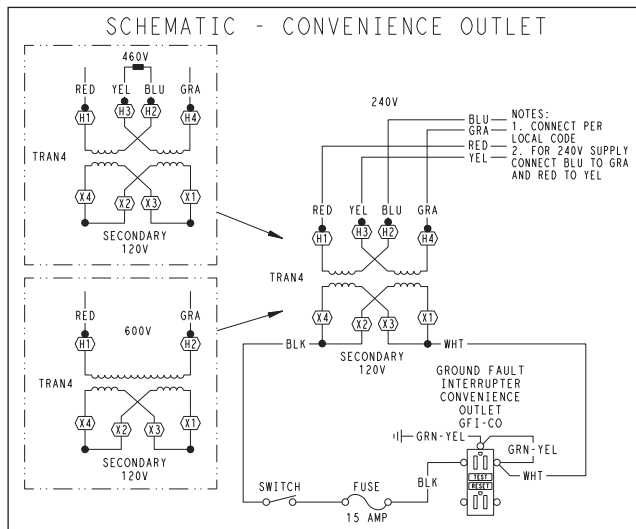 SCHEMATIC - CONVENIENCE OUTLET
460V
RED YEL BLU GRA
H1 H3 H2 H4
TRAN4
X4 X2 X3 X1
SECONDARY
120V
RED GRA
600V
H1 H2
TRAN4
X4 X2 X3 X1
SECONDARY
120V
240V
BLU
GRA
RED
YEL
NOTES:
1. CONNECT PER
LOCAL CODE
2. FOR 240V SUPPLY
CONNECT BLU TO GRA
AND RED TO YEL
RED YEL BLU GRA
H1 H3 H2 H4
TRAN4
X4 X2 X3 X1
BLK
SECONDARY
120V
WHT
GROUND FAULT
INTERRUPTER
CONVENIENCE
OUTLET
GFI-CO
GRN-YEL
GRN-YEL
WHT
BLK
TEST
RESET
SWITCH
FUSE
15 AMP